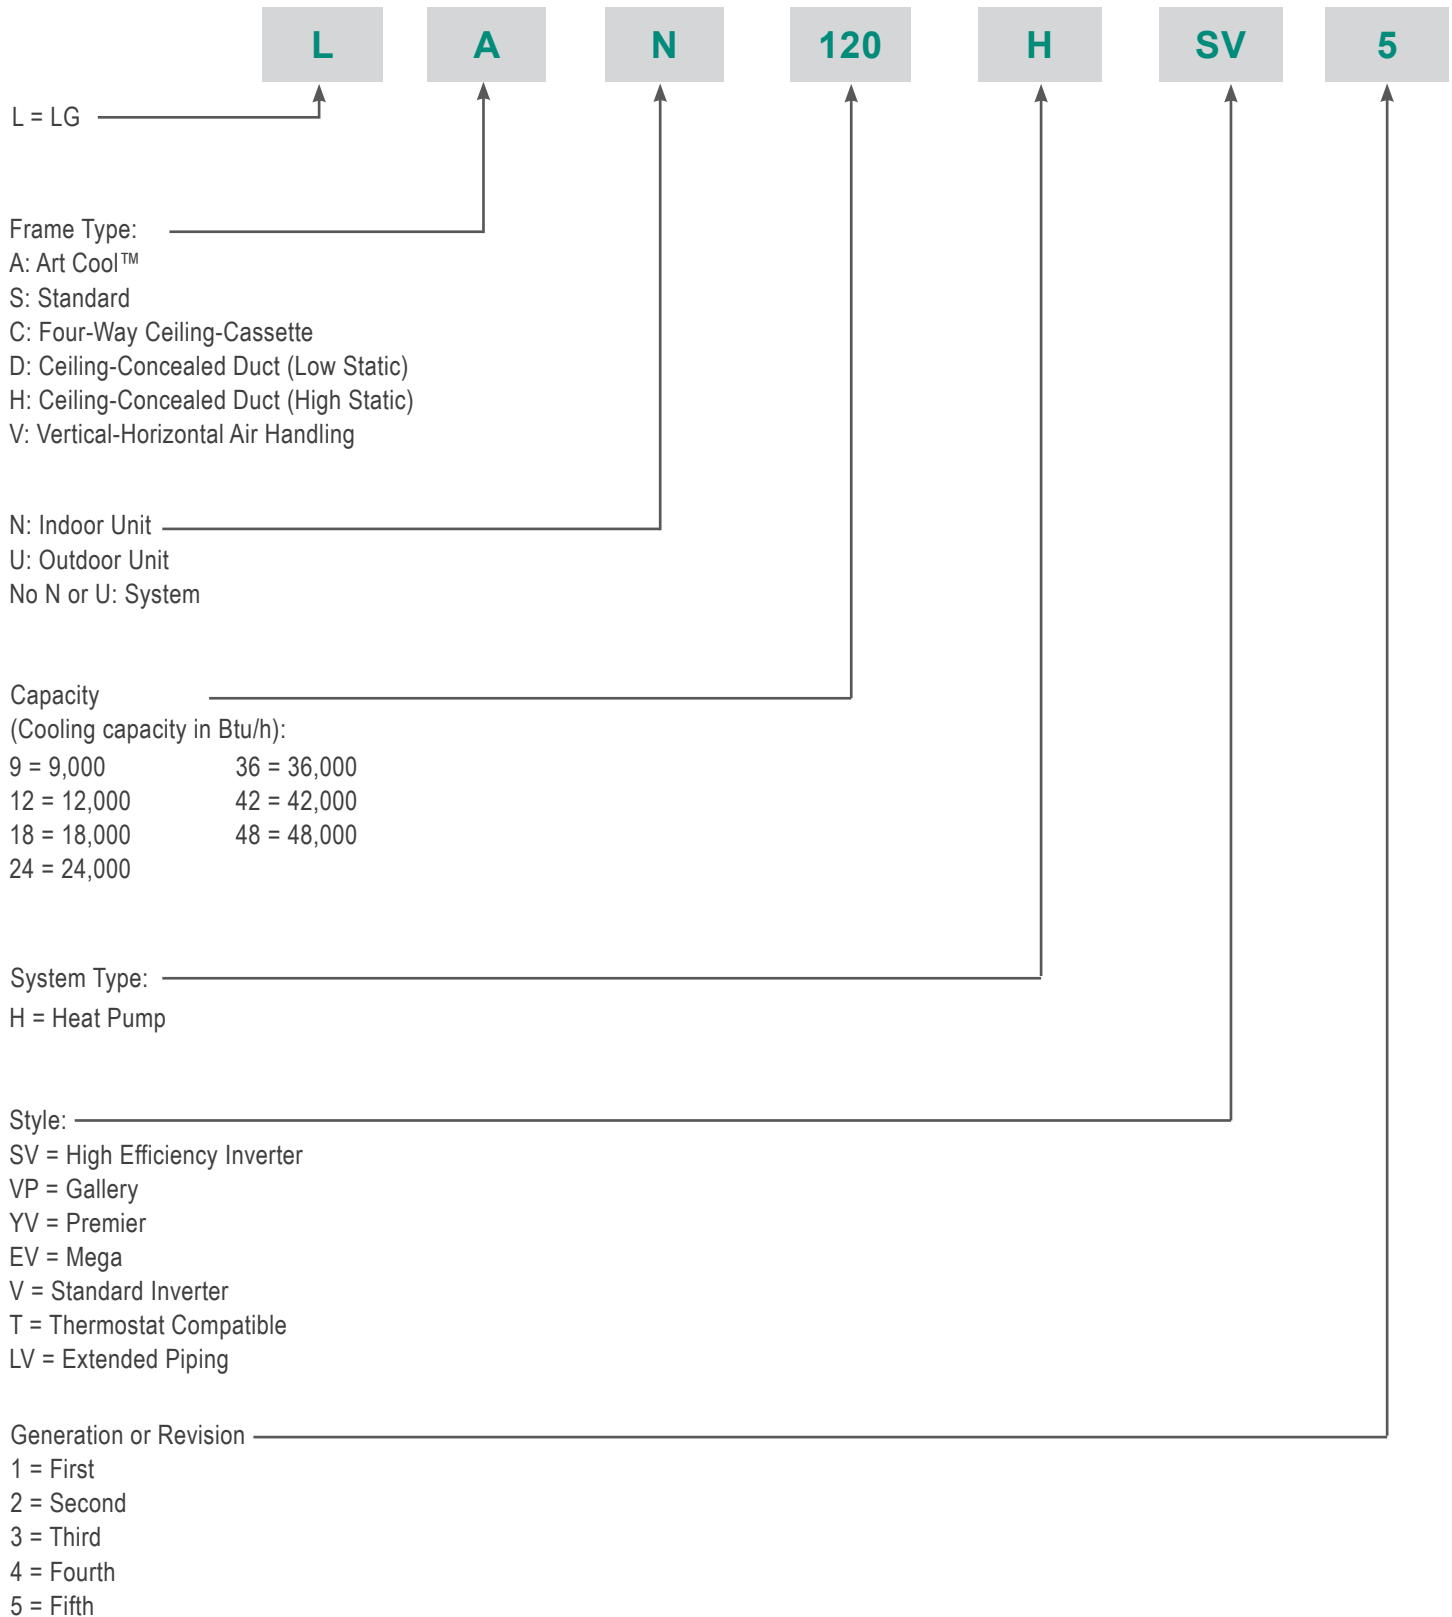 L A N 120 H SV 5
L = LG
Frame Type:
A: Art Cool™
S: Standard
C: Four-Way Ceiling-Cassette
D: Ceiling-Concealed Duct (Low Static)
H: Ceiling-Concealed Duct (High Static)
V: Vertical-Horizontal Air Handling
N: Indoor Unit
U: Outdoor Unit
No N or U: System
Capacity
(Cooling capacity in Btu/h):
9 = 9,000 36 = 36,000
12 = 12,000 42 = 42,000
18 = 18,000 48 = 48,000
24 = 24,000
System Type:
H = Heat Pump
Style:
SV = High Efficiency Inverter
VP = Gallery
YV = Premier
EV = Mega
V = Standard Inverter
T = Thermostat Compatible
LV = Extended Piping
Generation or Revision
1 = First
2 = Second
3 = Third
4 = Fourth
5 = Fifth